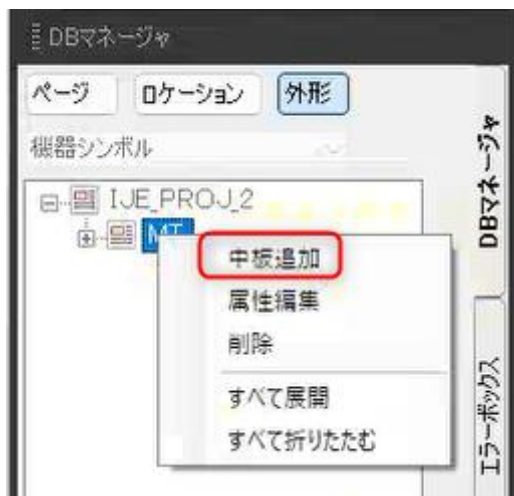 DBマネージャ
ページ ロケーション 外形
機器シンボル
IJE_PROJ_2
中板追加
属性編集
削除
すべて展開
すべて折りたたむ
DBマネージャ
エラーボックス